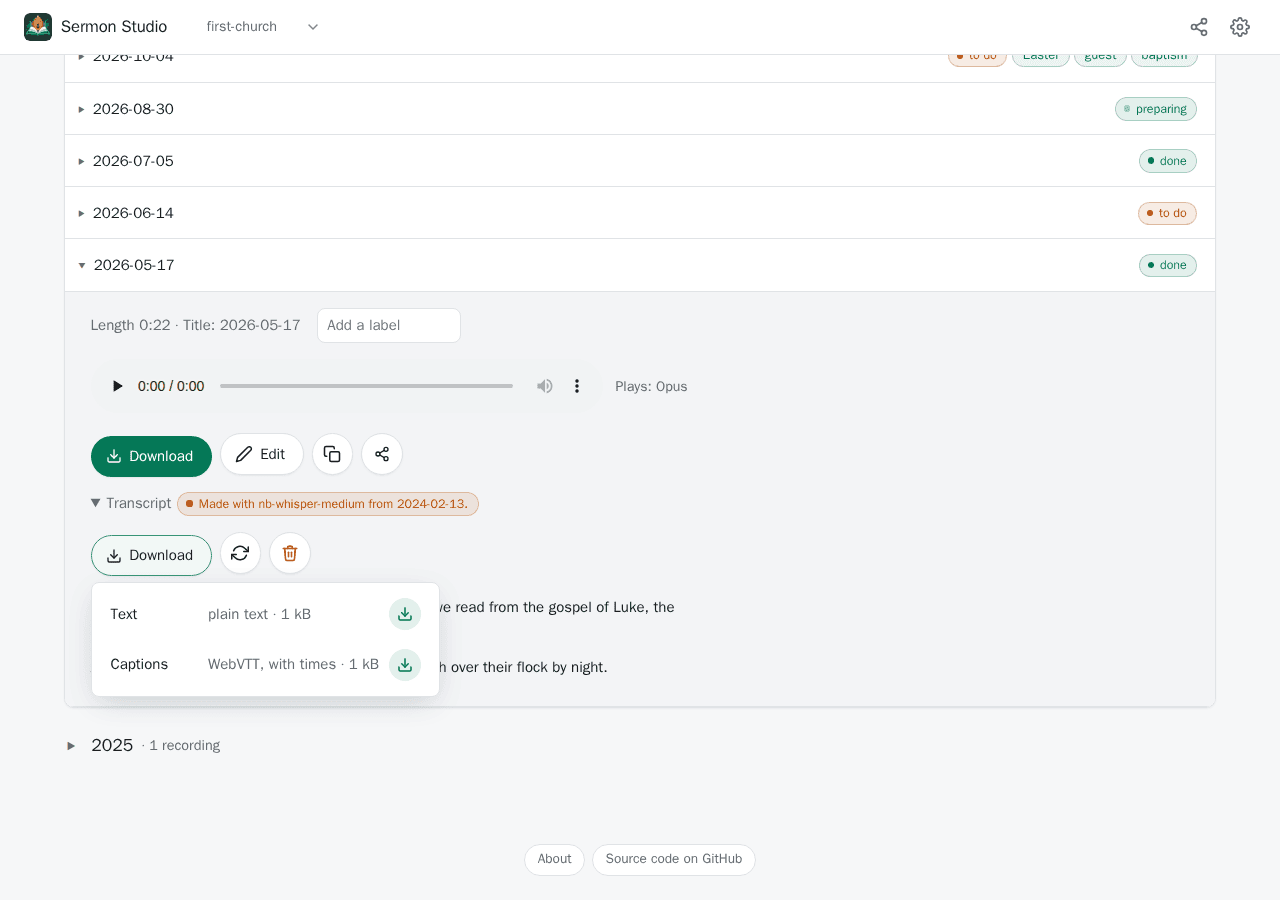 Sermon Studio
first-church
2026-10-04
to do Easter guest baptism
2026-08-30
preparing
2026-07-05
done
2026-06-14
to do
2026-05-17
done
Length 0:22 · Title: 2026-05-17
Add a label
0:00 / 0:00
Plays: Opus
Download
Edit
Transcript
Made with nb-whisper-medium from 2024-02-13.
Download
Text plain text · 1 kB
Captions WebVTT, with times · 1 kB
we read from the gospel of Luke, the
over their flock by night.
2025 · 1 recording
About
Source code on GitHub